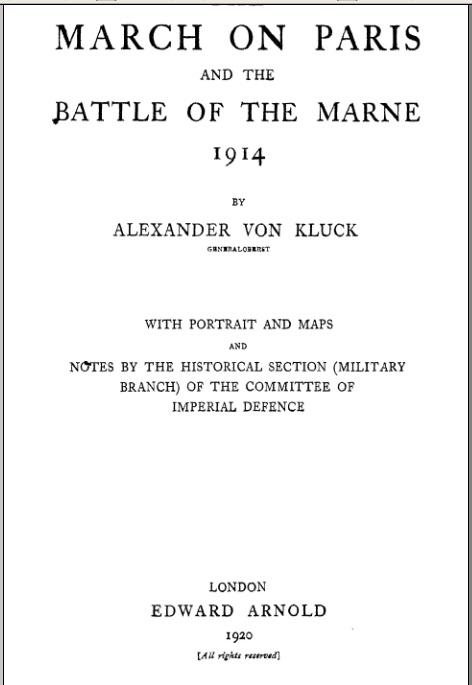 MARCH ON PARIS
AND THE
BATTLE OF THE MARNE
1914
BY
ALEXANDER VON KLUCK
GENERALOBERST
WITH PORTRAIT AND MAPS
AND
NOTES BY THE HISTORICAL SECTION (MILITARY
BRANCH) OF THE COMMITTEE OF
IMPERIAL DEFENCE
LONDON
EDWARD ARNOLD
1920
[All rights reserved]